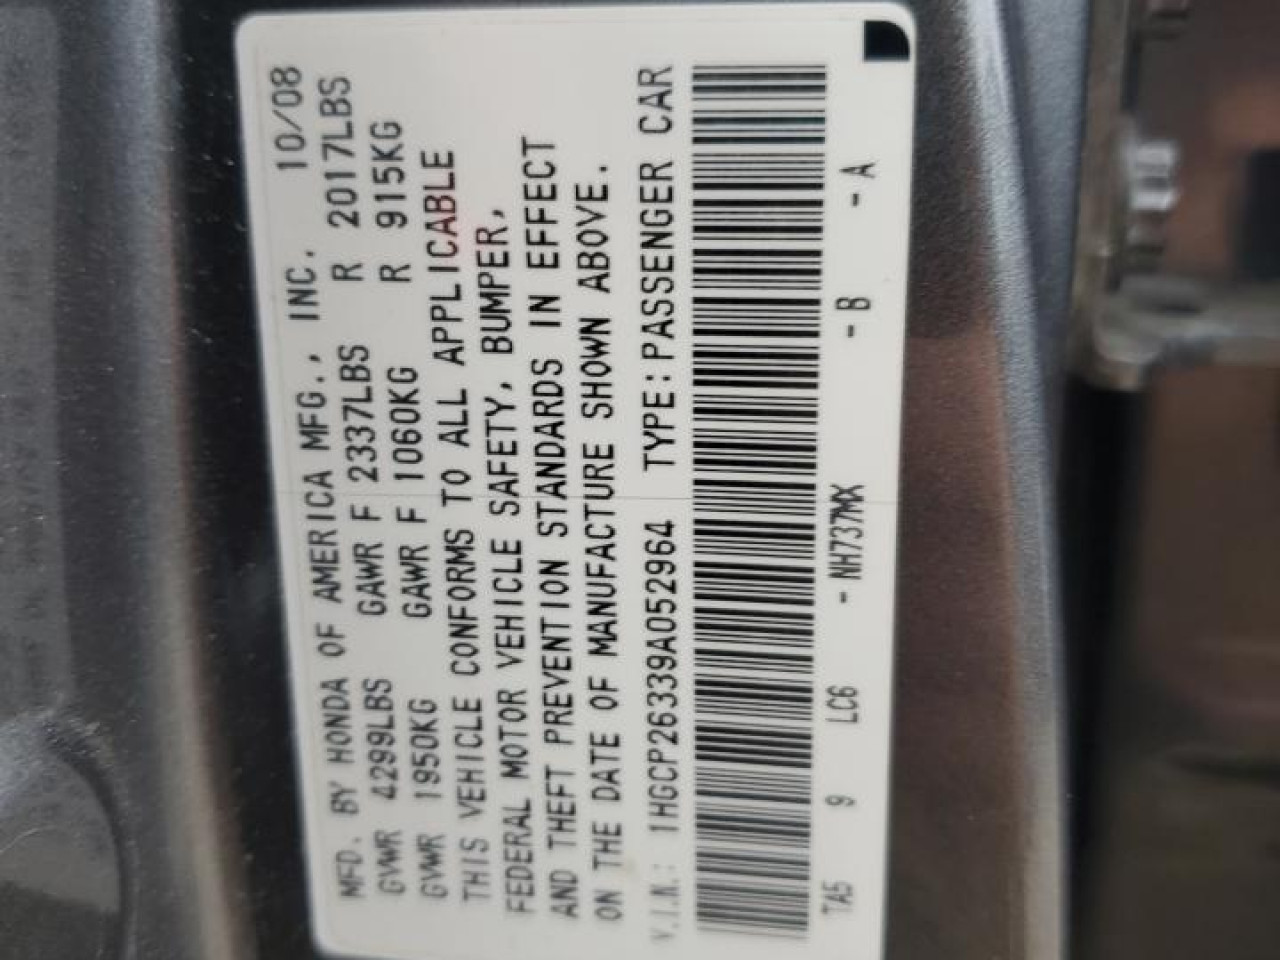 MFD. BY HONDA OF AMERICA MFG., INC. 10/08
GVWR 4299LBS GAWR F 2337LBS R 2017LBS
GVWR 1950KG GAWR F 1060KG R 915KG
THIS VEHICLE CONFORMS TO ALL APPLICABLE
FEDERAL MOTOR VEHICLE SAFETY, BUMPER,
AND THEFT PREVENTION STANDARDS IN EFFECT
ON THE DATE OF MANUFACTURE SHOWN ABOVE.
V.I.N.: 1HGCP26339A052964 TYPE:PASSENGER CAR
TA5 9 LC6 - NH737MX - B - A